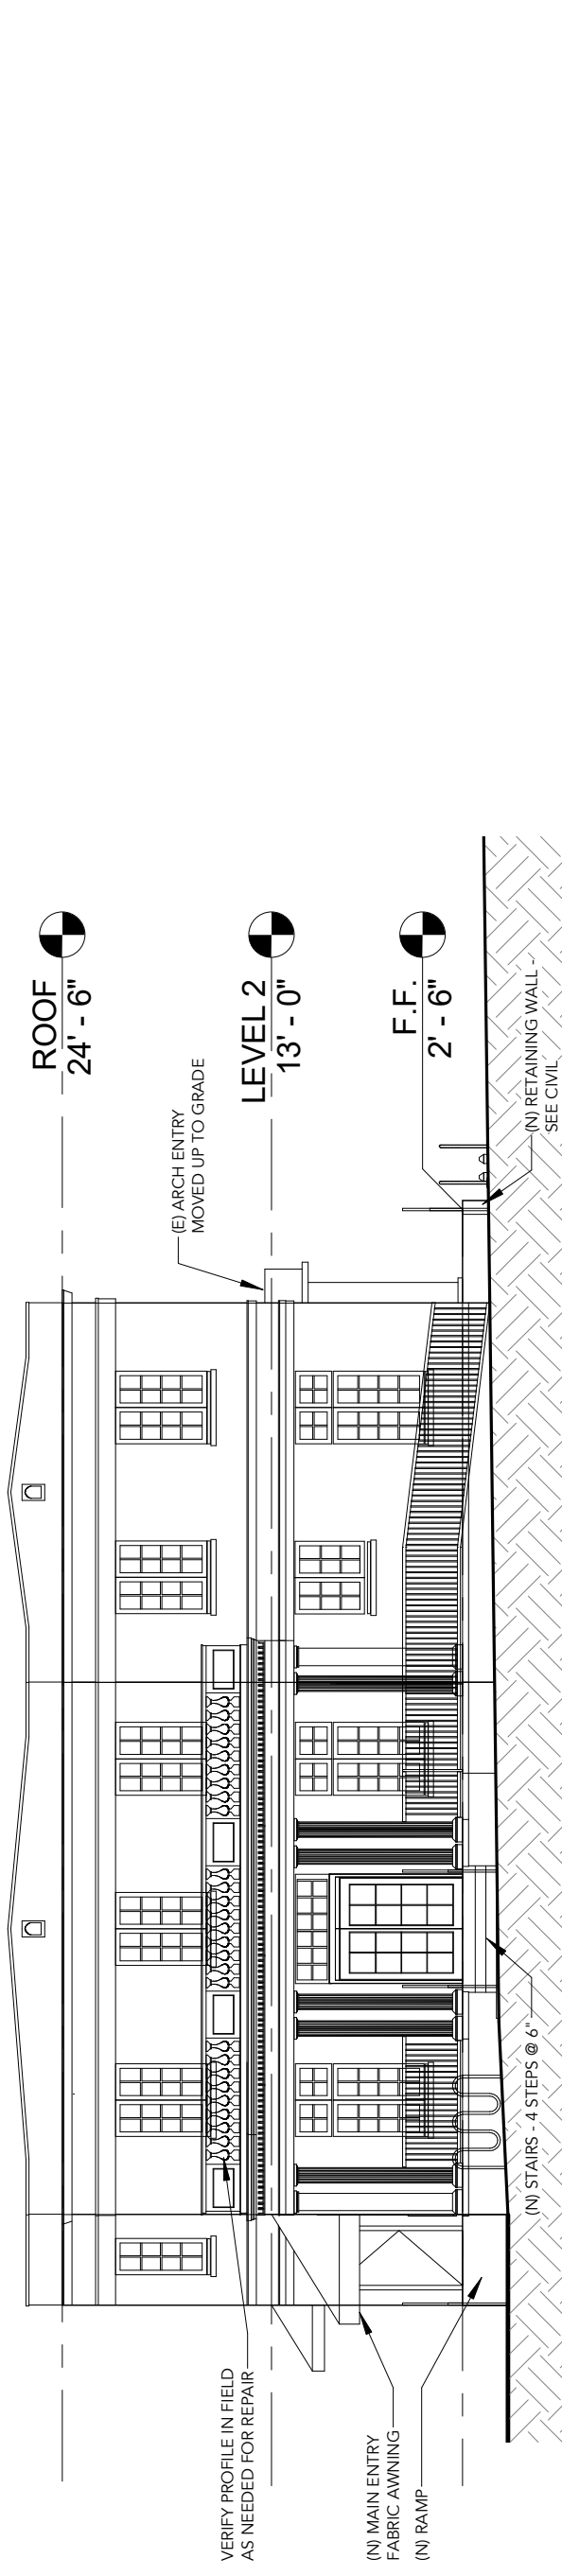 ROOF
24' - 6"
(E) ARCH ENTRY
MOVED UP TO GRADE
LEVEL 2
13' - 0"
F.F.
2' - 6"
(N) RETAINING WALL -
SEE CIVIL
VERIFY PROFILE IN FIELD
AS NEEDED FOR REPAIR
(N) MAIN ENTRY
FABRIC AWNING
(N) RAMP
(N) STAIRS - 4 STEPS @ 6"